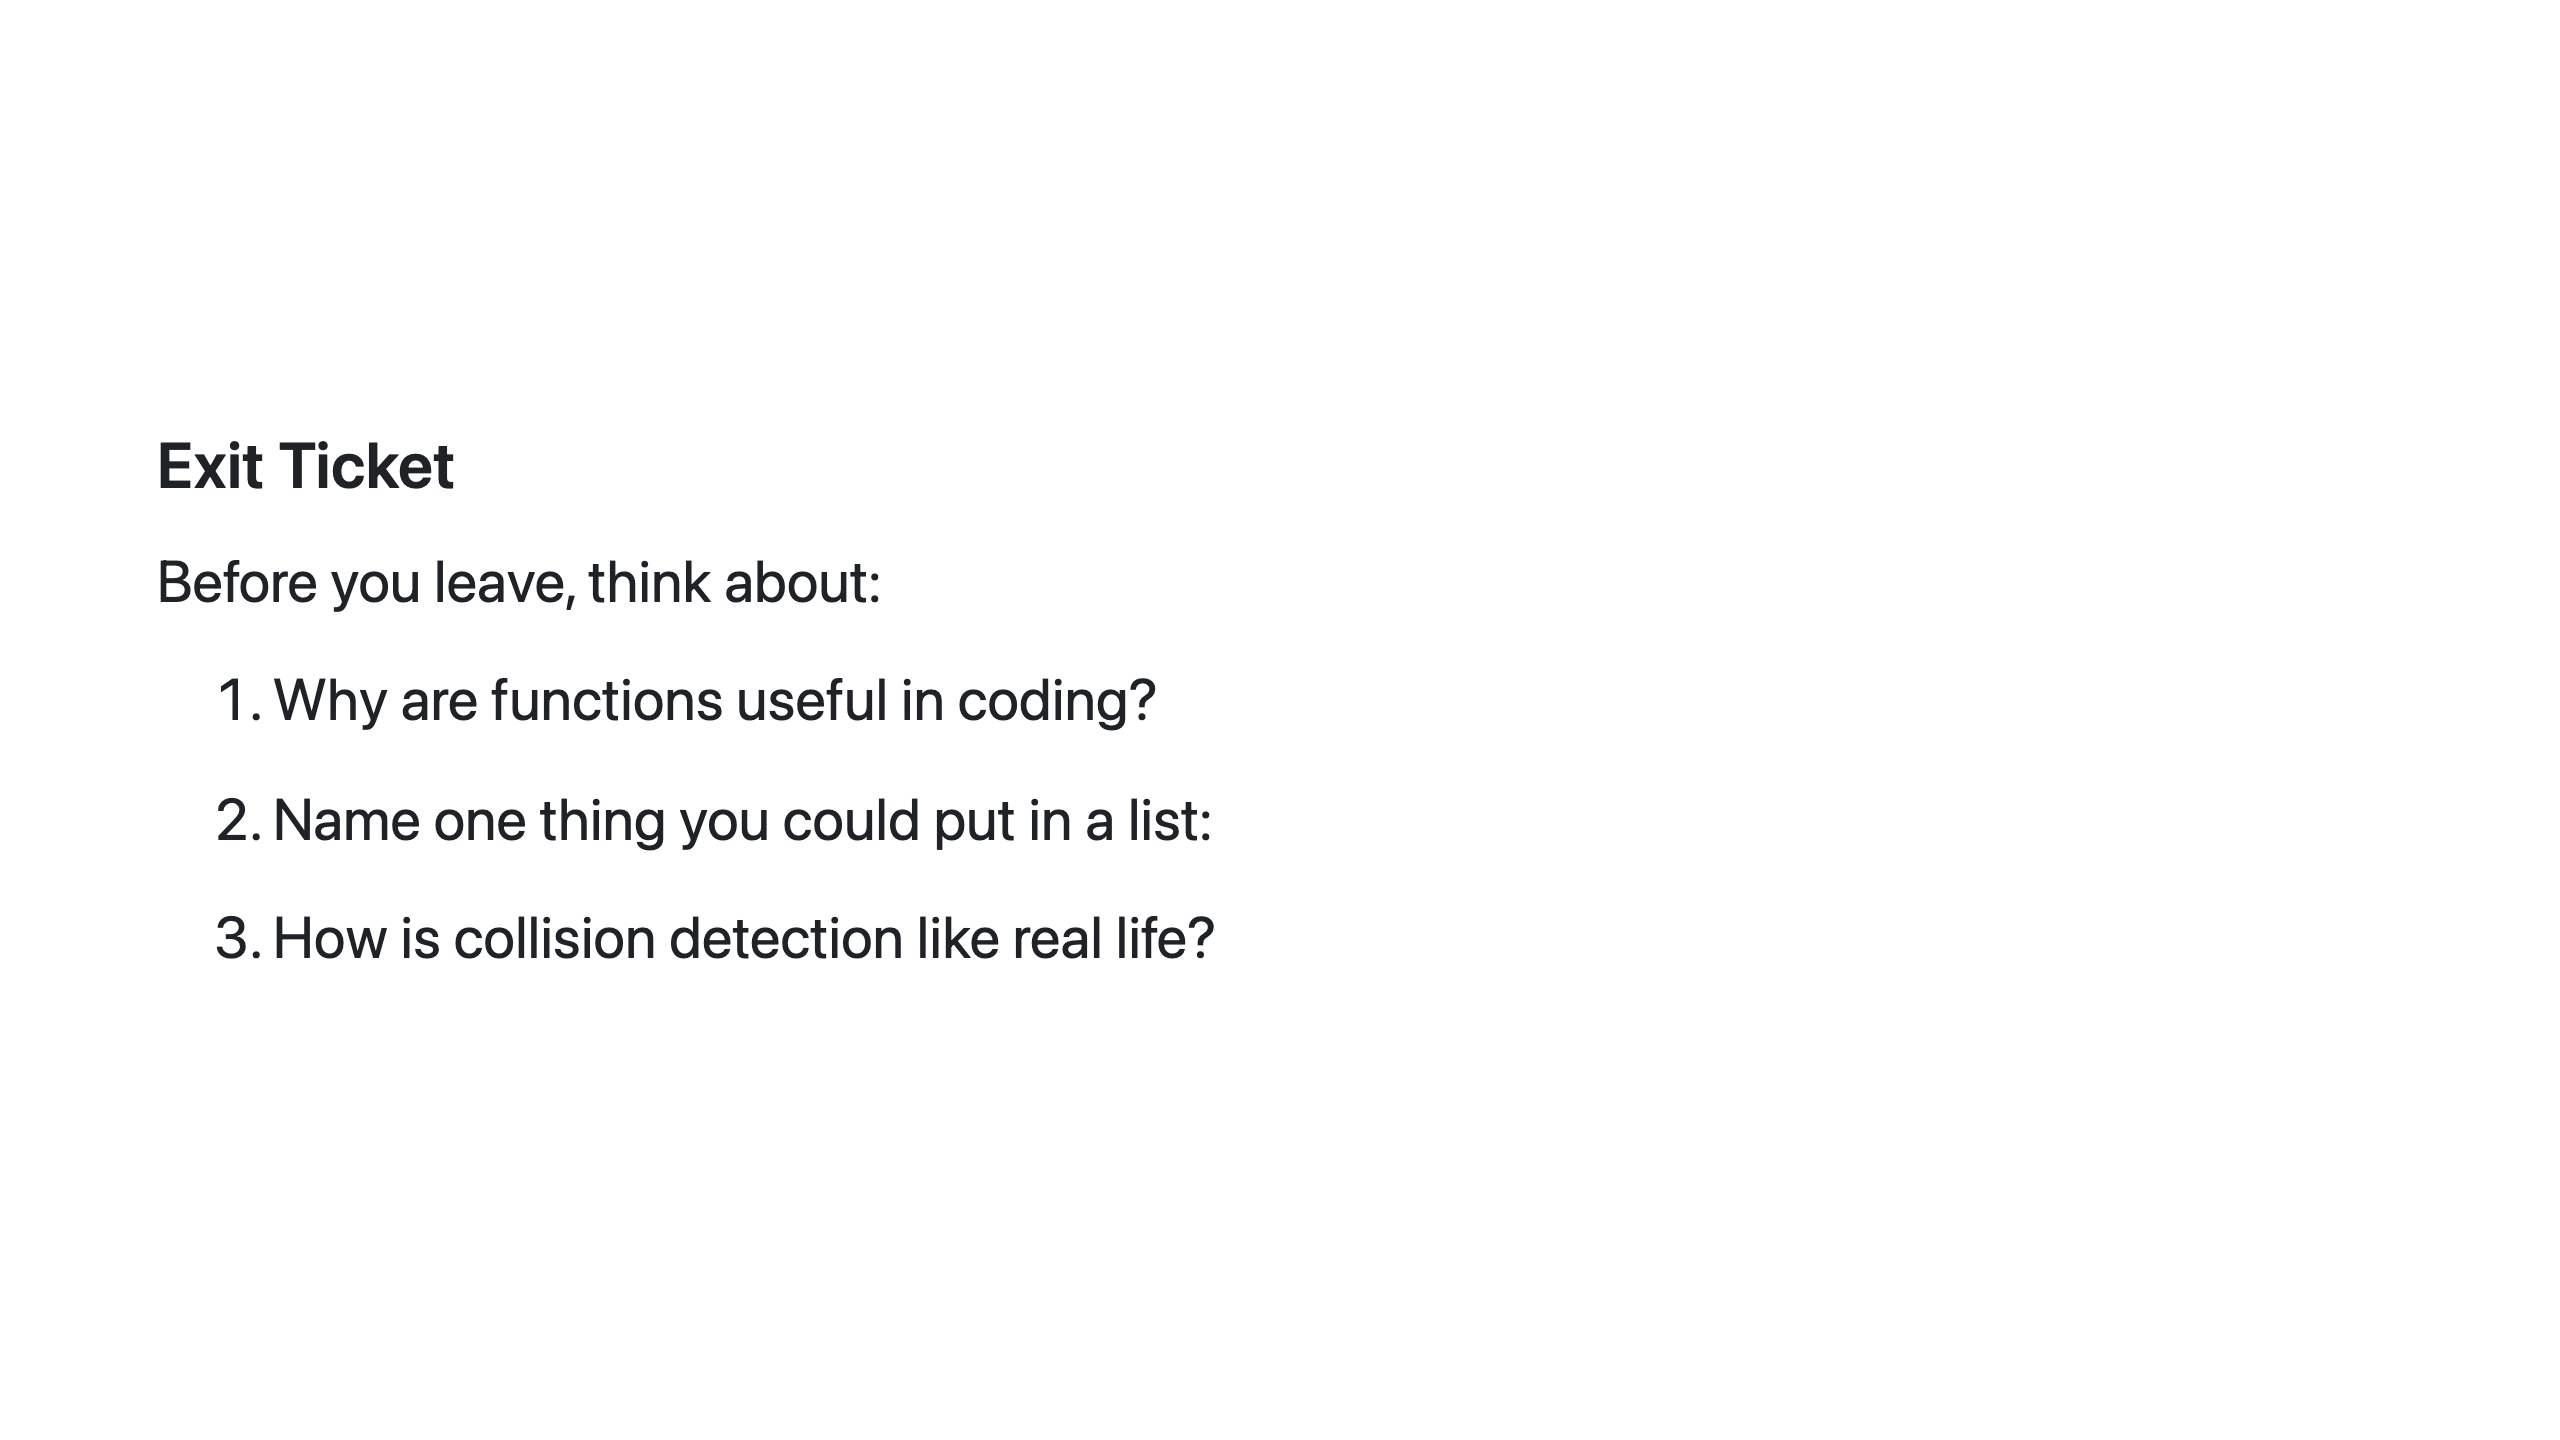 Exit Ticket
Before you leave, think about:
1. Why are functions useful in coding?
2. Name one thing you could put in a list:
3. How is collision detection like real life?